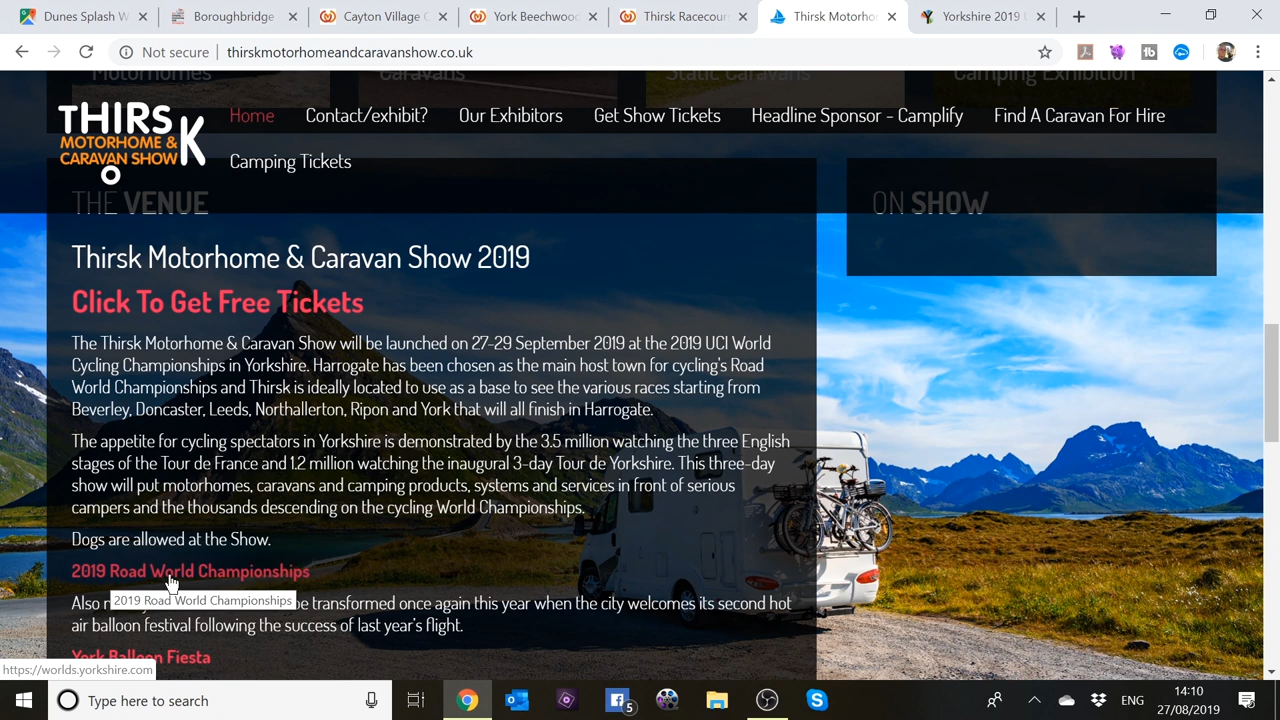 Dunes Splash W
Boroughbridge
Cayton Village C
York Beechwood
Thirsk Racecour
Thirsk Motorho
Yorkshire 2019
Not secure
thirskmotorhomeandcaravanshow.co.uk
Motorhomes
Caravans
Static Caravans
Camping Exhibition
THIRSK
MOTORHOME &
CARAVAN SHOW
Home
Contact/exhibit?
Our Exhibitors
Get Show Tickets
Headline Sponsor - Camplify
Find A Caravan For Hire
Camping Tickets
THE VENUE
ON SHOW
Thirsk Motorhome & Caravan Show 2019
Click To Get Free Tickets
The Thirsk Motorhome & Caravan Show will be launched on 27-29 September 2019 at the 2019 UCI World
Cycling Championships in Yorkshire. Harrogate has been chosen as the main host town for cycling's Road
World Championships and Thirsk is ideally located to use as a base to see the various races starting from
Beverley, Doncaster, Leeds, Northallerton, Ripon and York that will all finish in Harrogate.
The appetite for cycling spectators in Yorkshire is demonstrated by the 3.5 million watching the three English
stages of the Tour de France and 1.2 million watching the inaugural 3-day Tour de Yorkshire. This three-day
show will put motorhomes, caravans and camping products, systems and services in front of serious
campers and the thousands descending on the cycling World Championships.
Dogs are allowed at the Show.
2019 Road World Championships
2019 Road World Championships
Also be transformed once again this year when the city welcomes its second hot
air balloon festival following the success of last year's flight.
York Balloon Fiesta
https://worlds.yorkshire.com
Type here to search
5
ENG
14:10
27/08/2019